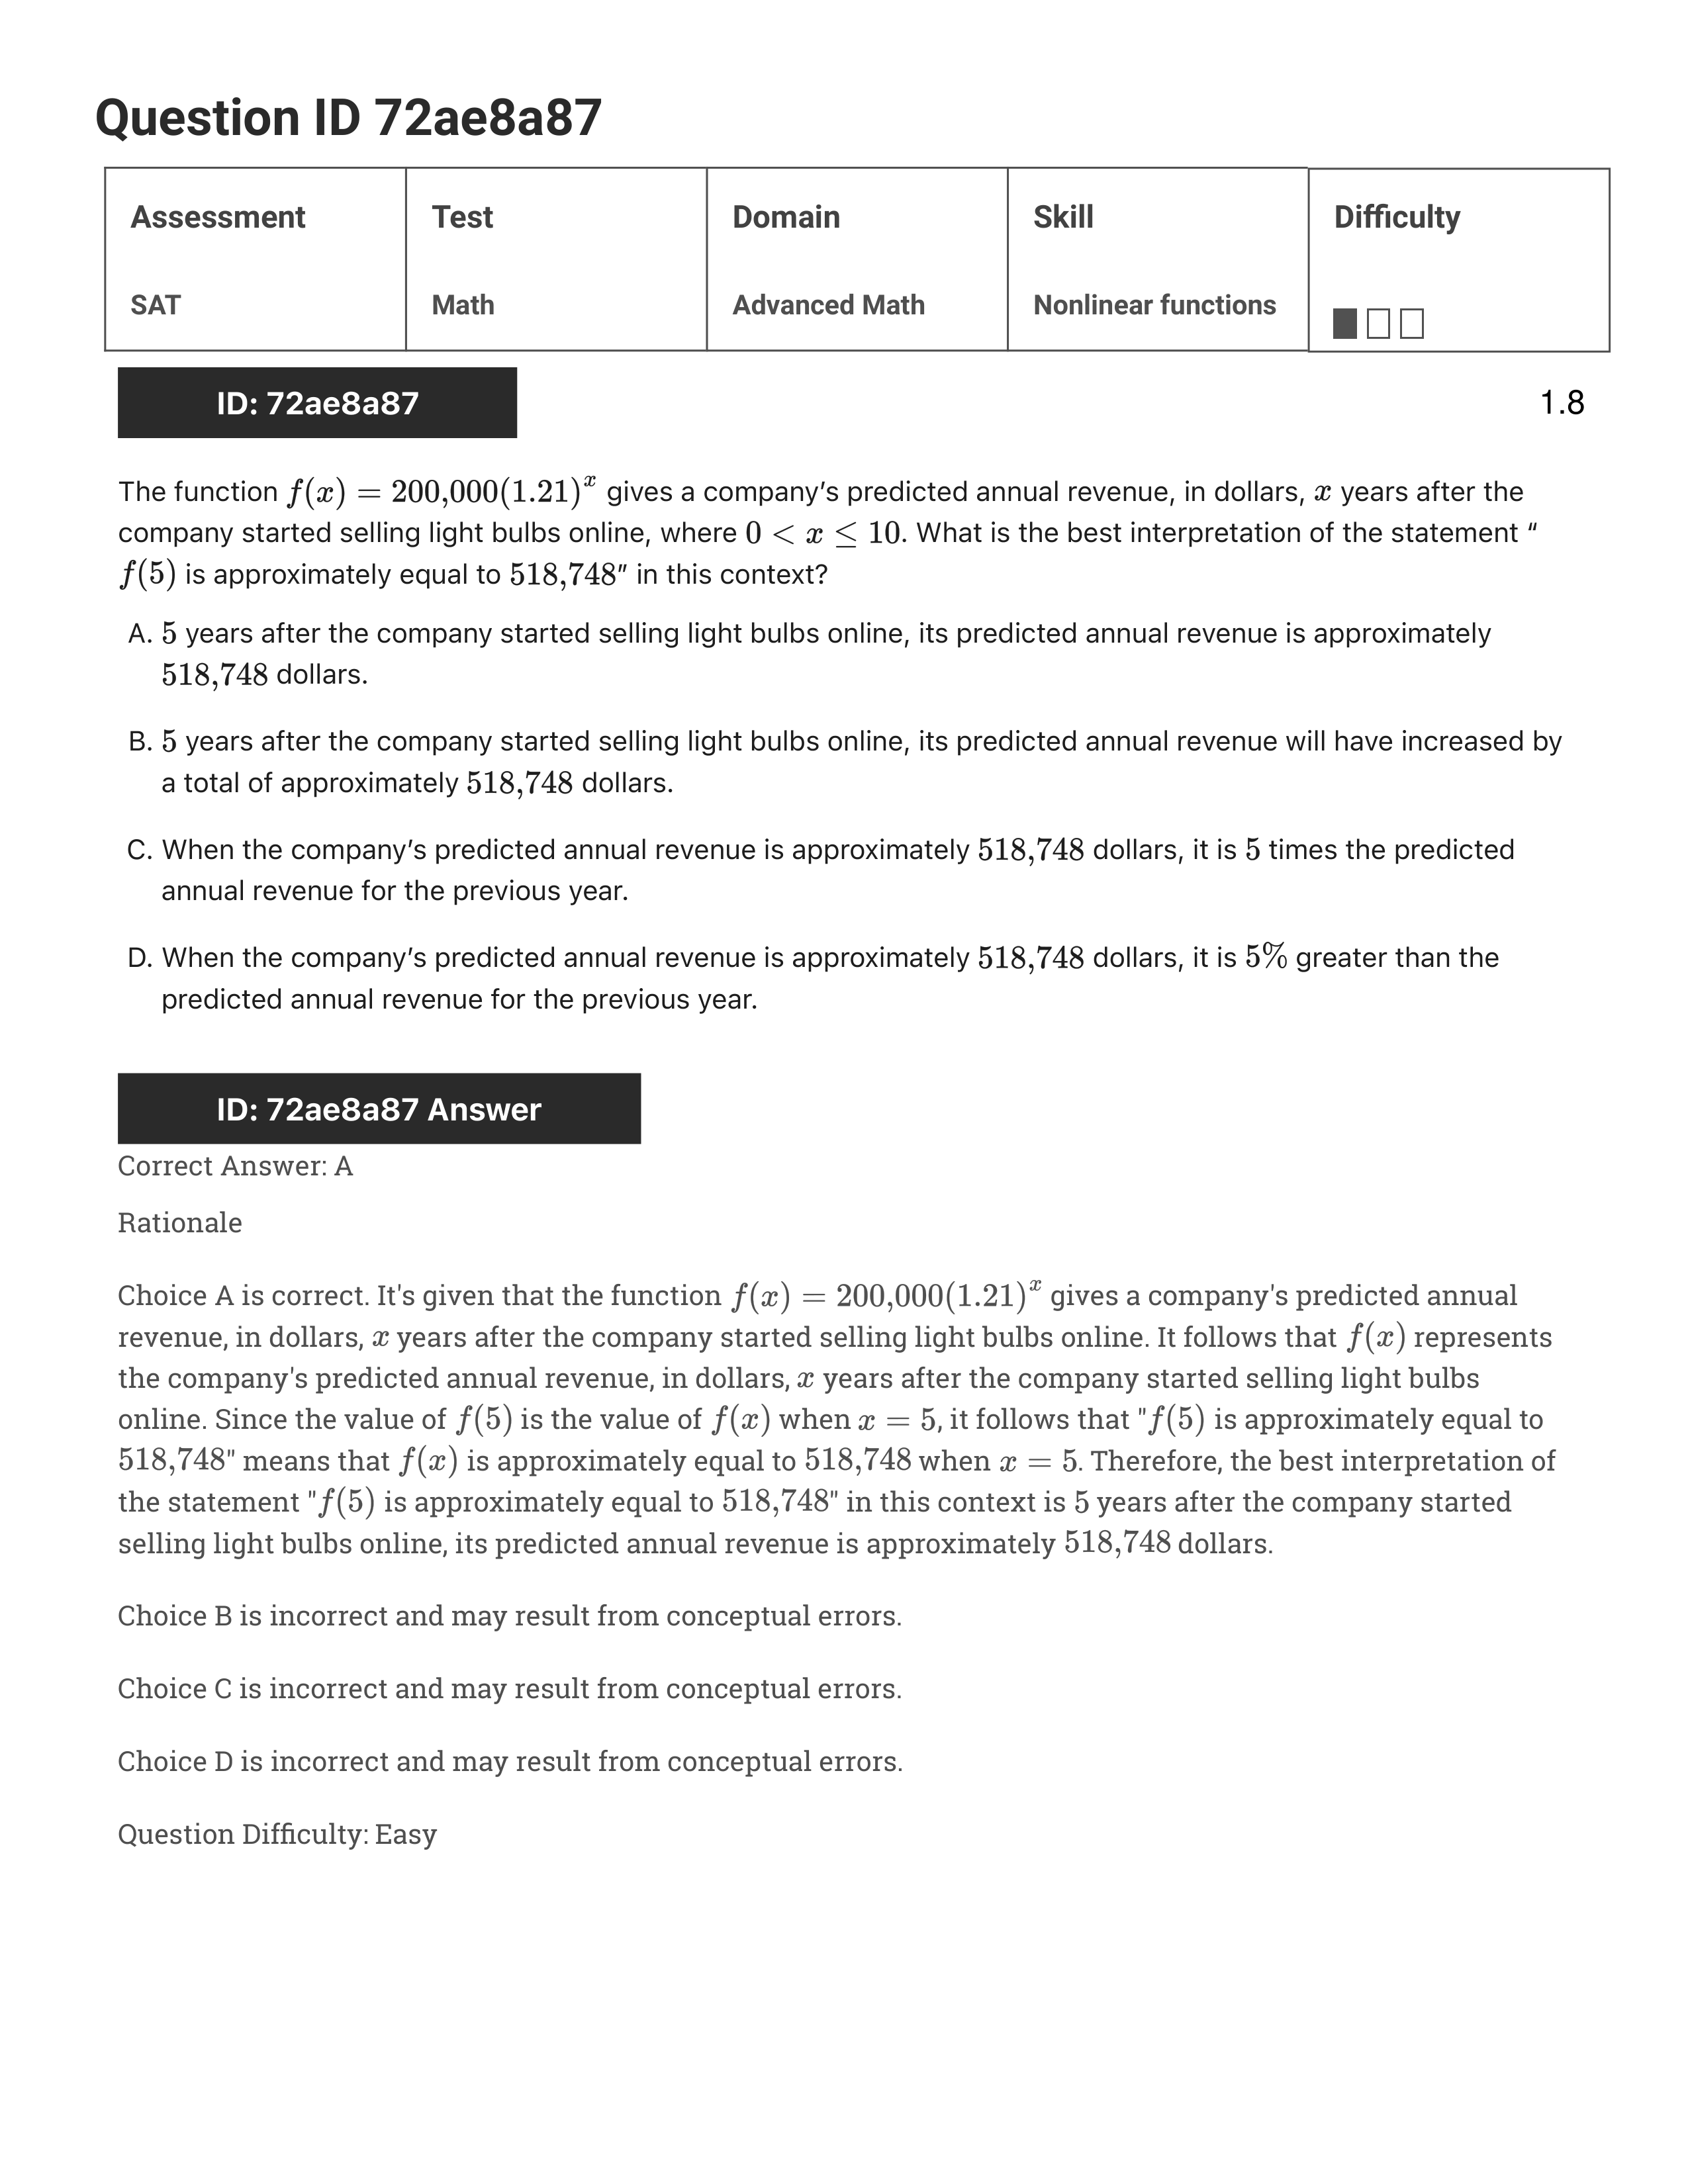 Question ID 72ae8a87
Assessment Test Domain Skill Difficulty
SAT Math Advanced Math Nonlinear functions
ID: 72ae8a87 1.8
The function f(x) = 200,000(1.21)^x gives a company’s predicted annual revenue, in dollars, x years after the
company started selling light bulbs online, where 0 < x ≤ 10. What is the best interpretation of the statement “
f(5) is approximately equal to 518,748” in this context?
A. 5 years after the company started selling light bulbs online, its predicted annual revenue is approximately
518,748 dollars.
B. 5 years after the company started selling light bulbs online, its predicted annual revenue will have increased by
a total of approximately 518,748 dollars.
C. When the company’s predicted annual revenue is approximately 518,748 dollars, it is 5 times the predicted
annual revenue for the previous year.
D. When the company’s predicted annual revenue is approximately 518,748 dollars, it is 5% greater than the
predicted annual revenue for the previous year.
ID: 72ae8a87 Answer
Correct Answer: A
Rationale
Choice A is correct. It's given that the function f(x) = 200,000(1.21)^x gives a company's predicted annual
revenue, in dollars, x years after the company started selling light bulbs online. It follows that f(x) represents
the company's predicted annual revenue, in dollars, x years after the company started selling light bulbs
online. Since the value of f(5) is the value of f(x) when x = 5, it follows that "f(5) is approximately equal to
518,748" means that f(x) is approximately equal to 518,748 when x = 5. Therefore, the best interpretation of
the statement "f(5) is approximately equal to 518,748" in this context is 5 years after the company started
selling light bulbs online, its predicted annual revenue is approximately 518,748 dollars.
Choice B is incorrect and may result from conceptual errors.
Choice C is incorrect and may result from conceptual errors.
Choice D is incorrect and may result from conceptual errors.
Question Difficulty: Easy